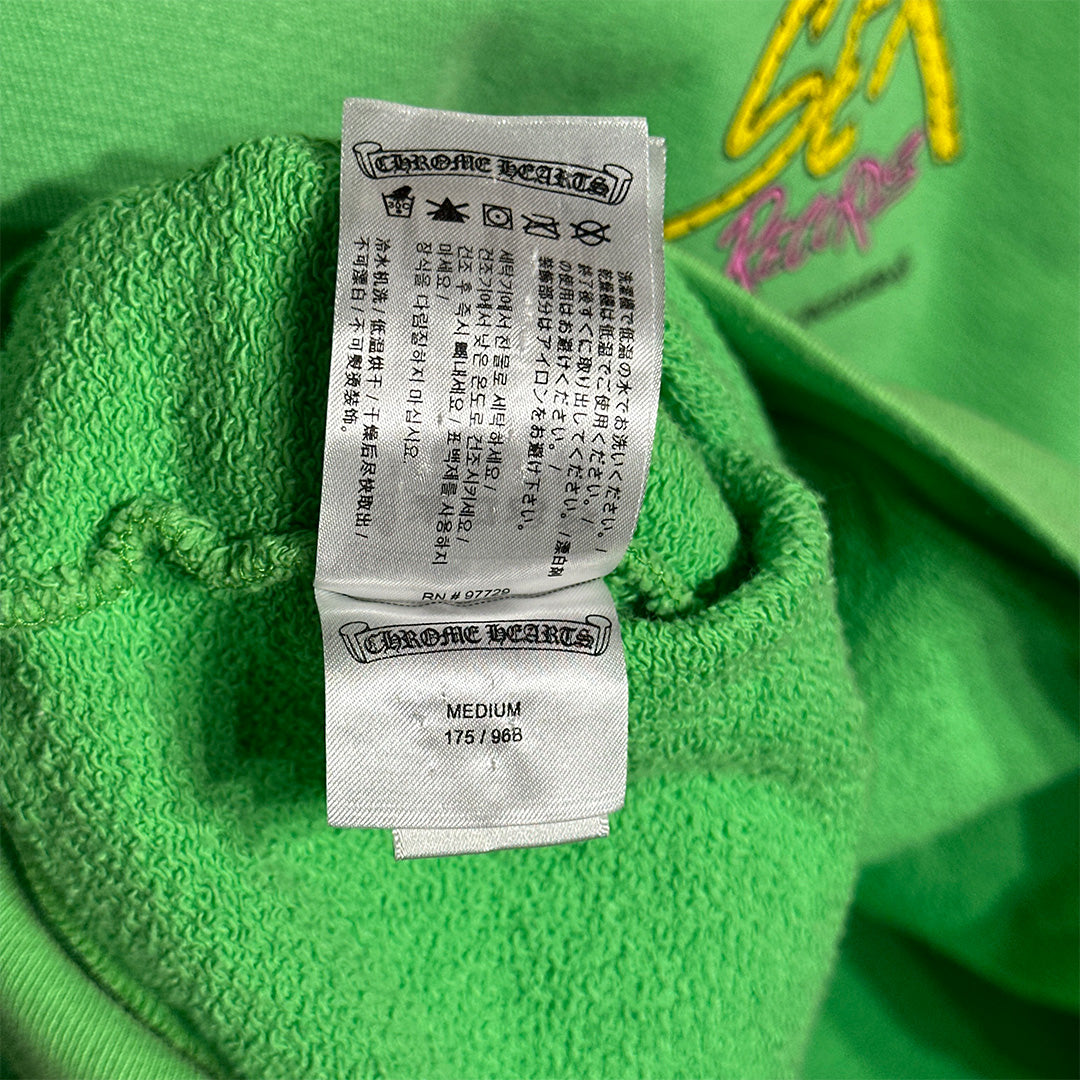 CHROME HEARTS
洗濯機で低温の水でお洗いください。/
乾燥機は低温でご使用ください。/
終了後すぐに取り出してください。/ 漂白剤
の使用はお避けください。/
装飾部分はアイロンをお避け下さい。
세탁기에서 찬물로 세탁하세요/
건조기에서 낮은 온도로 건조시키세요/
건조 후 즉시 빼내세요/ 표백제를 사용하지
마세요/
장식을 다림질하지 마십시요.
冷水机洗/低温烘干/干燥后尽快取出/
不可漂白/不可熨烫装饰。
RN # 97729
CHROME HEARTS
MEDIUM
175 / 96B
SEX
RECORDS